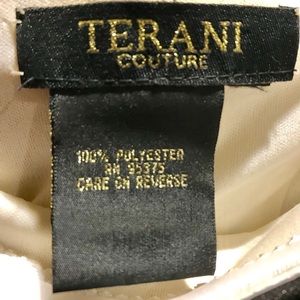 TERANI
COUTURE
100% POLYESTER
RN 95375
CARE ON REVERSE